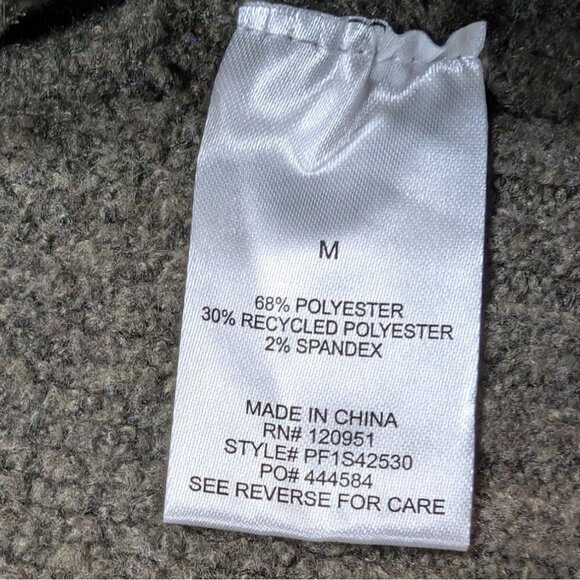 M
68% POLYESTER
30% RECYCLED POLYESTER
2% SPANDEX
MADE IN CHINA
RN# 120951
STYLE# PF1S42530
PO# 444584
SEE REVERSE FOR CARE